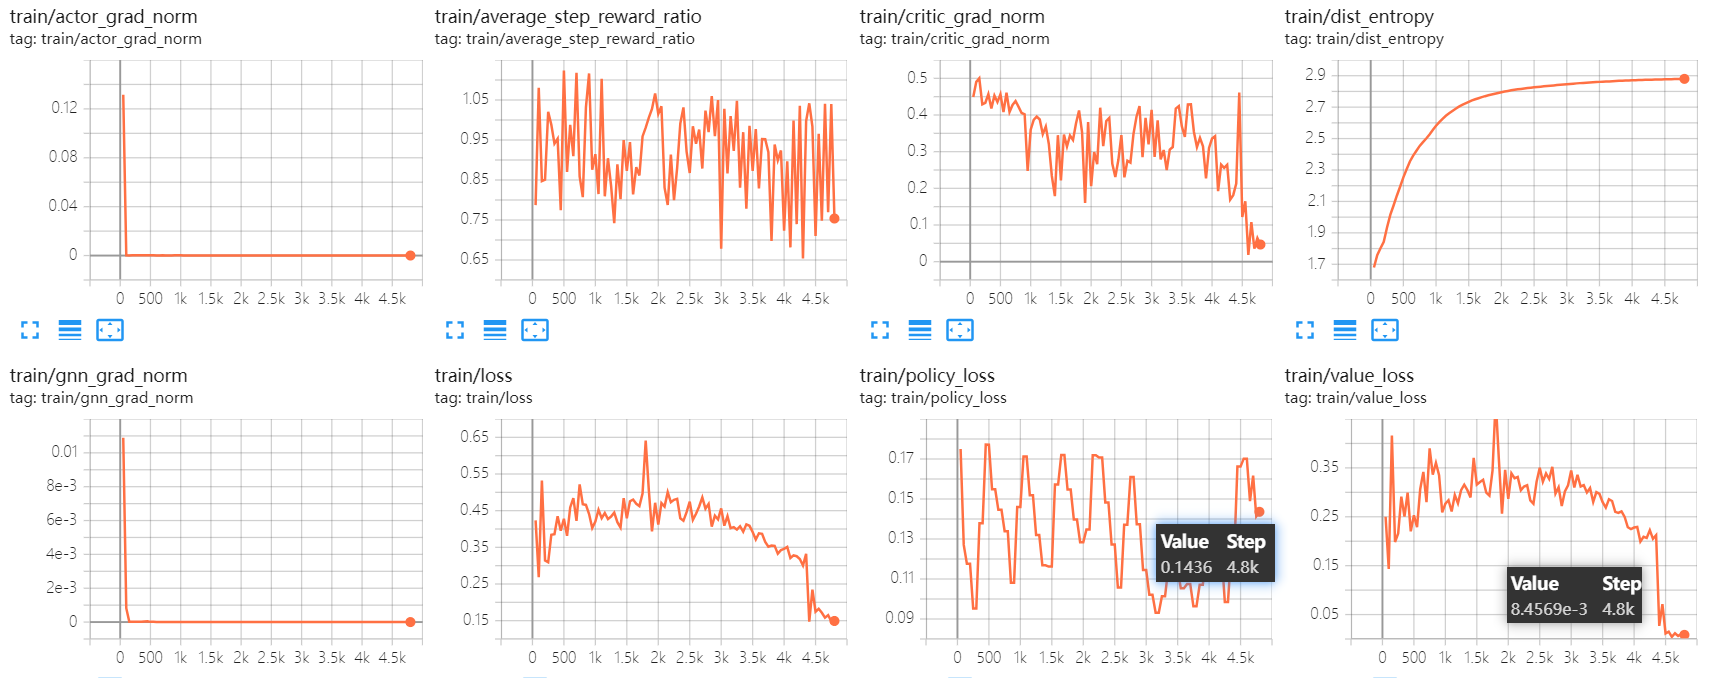 train/actor_grad_norm
tag: train/actor_grad_norm
0.12
0.08
0.04
0
0 500 1k 1.5k 2k 2.5k 3k 3.5k 4k 4.5k
train/average_step_reward_ratio
tag: train/average_step_reward_ratio
1.05
0.95
0.85
0.75
0.65
0 500 1k 1.5k 2k 2.5k 3k 3.5k 4k 4.5k
train/critic_grad_norm
tag: train/critic_grad_norm
0.5
0.4
0.3
0.2
0.1
0
0 500 1k 1.5k 2k 2.5k 3k 3.5k 4k 4.5k
train/dist_entropy
tag: train/dist_entropy
2.9
2.7
2.5
2.3
2.1
1.9
1.7
0 500 1k 1.5k 2k 2.5k 3k 3.5k 4k 4.5k
train/gnn_grad_norm
tag: train/gnn_grad_norm
0.01
8e-3
6e-3
4e-3
2e-3
0
0 500 1k 1.5k 2k 2.5k 3k 3.5k 4k 4.5k
train/loss
tag: train/loss
0.65
0.55
0.45
0.35
0.25
0.15
0 500 1k 1.5k 2k 2.5k 3k 3.5k 4k 4.5k
train/policy_loss
tag: train/policy_loss
0.17
0.15
0.13
0.11
0.09
Value Step
0.1436 4.8k
0 500 1k 1.5k 2k 2.5k 3k 3.5k 4k 4.5k
train/value_loss
tag: train/value_loss
0.35
0.25
0.15
0.05
Value Step
8.4569e-3 4.8k
0 500 1k 1.5k 2k 2.5k 3k 3.5k 4k 4.5k